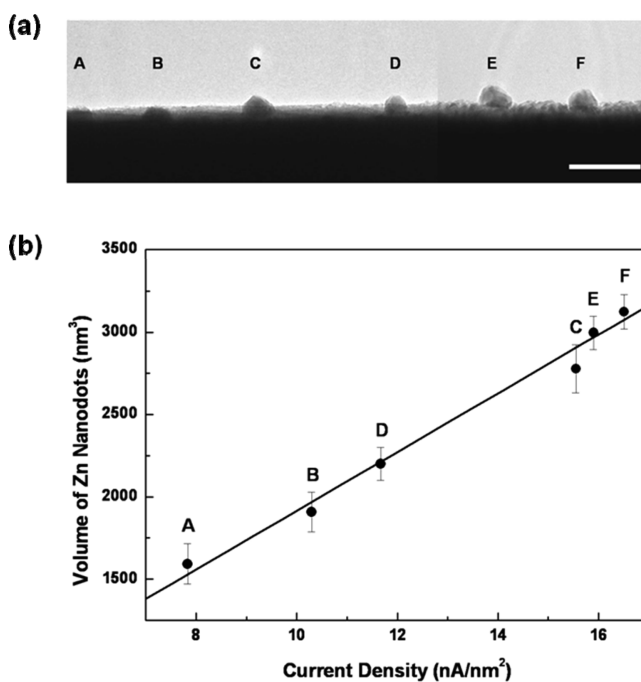 (a)
A B C D E F
(b)
Volume of Zn Nanodots (nm³)
3500
3000
2500
2000
1500
A
B
D
C
E
F
8 10 12 14 16
Current Density (nA/nm²)